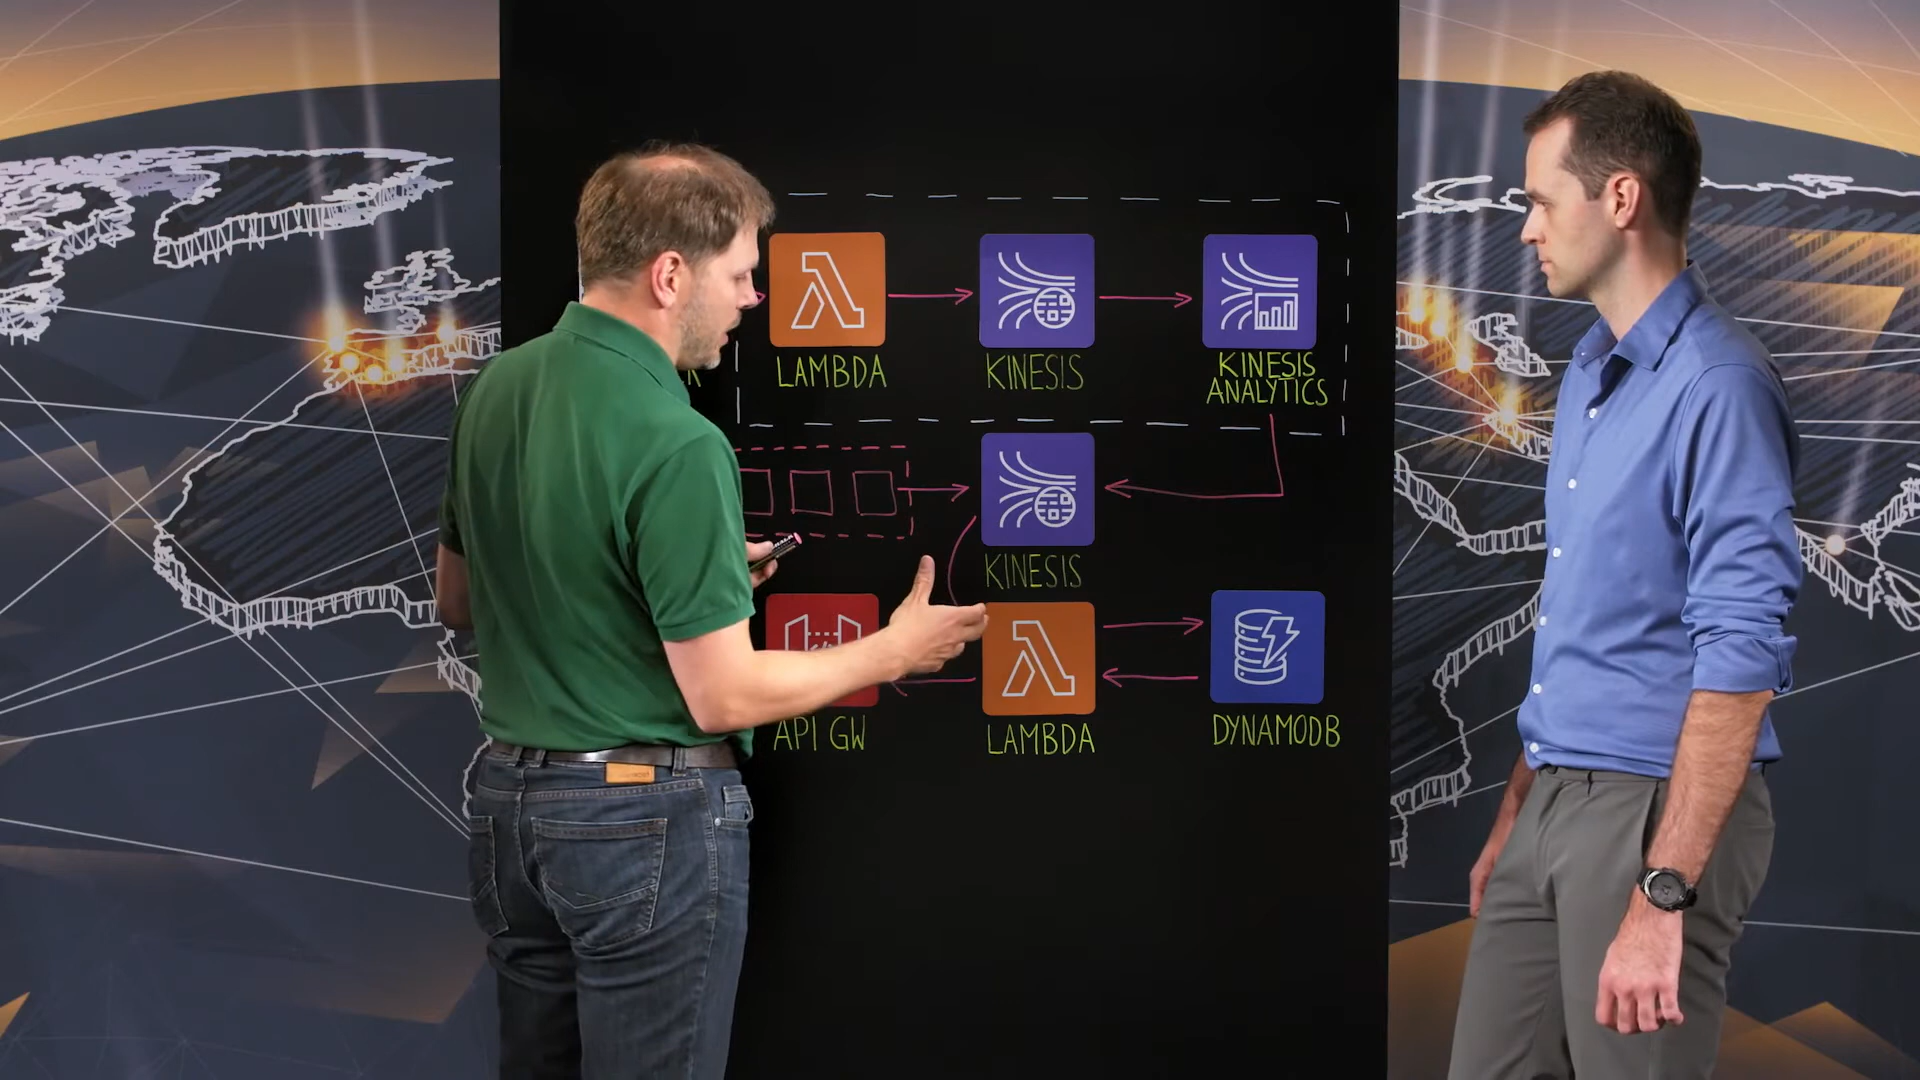 LAMBDA
KINESIS
KINESIS
ANALYTICS
KINESIS
API GW
LAMBDA
DYNAMODB